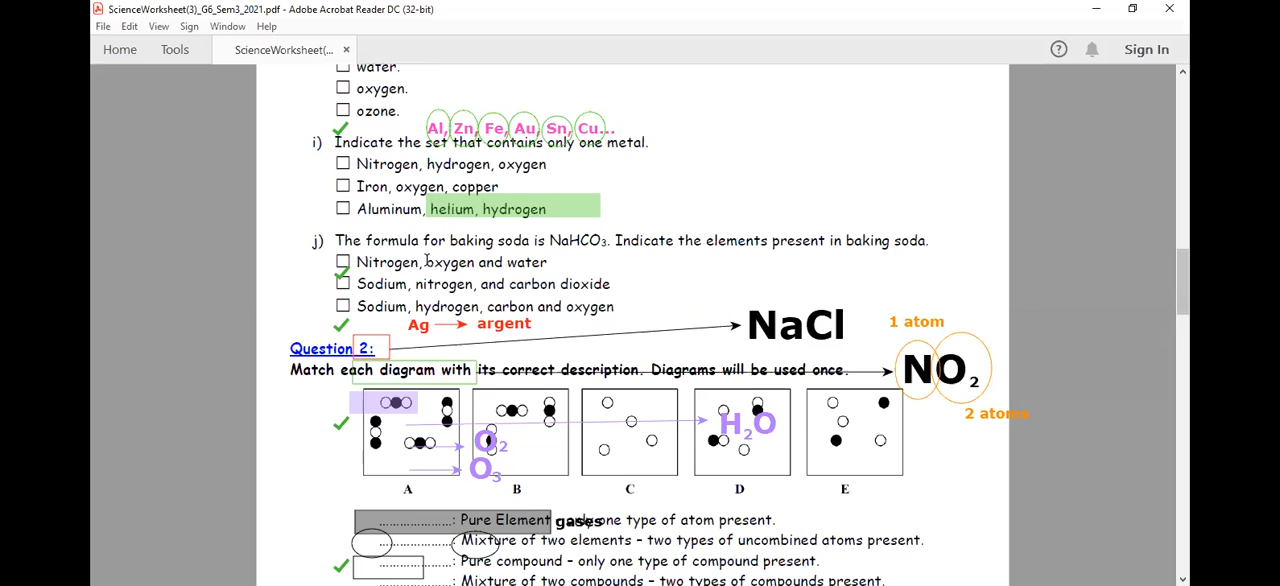 ScienceWorksheet(3)_G6_Sem3_2021.pdf - Adobe Acrobat Reader DC (32-bit)
File Edit View Sign Window Help
Home Tools ScienceWorksheet(... × Sign In
water.
oxygen.
ozone.
Al, Zn, Fe, Au, Sn, Cu...
i) Indicate the set that contains only one metal.
Nitrogen, hydrogen, oxygen
Iron, oxygen, copper
Aluminum, helium, hydrogen
j) The formula for baking soda is NaHCO₃. Indicate the elements present in baking soda.
Nitrogen, oxygen and water
Sodium, nitrogen, and carbon dioxide
Sodium, hydrogen, carbon and oxygen
Ag argent
NaCl
1 atom
Question 2:
Match each diagram with its correct description. Diagrams will be used once.
NO₂
2 atoms
H₂O
O₂
O₃
A B C D E
....................: Pure Element – only one type of atom present.
gases
....................: Mixture of two elements – two types of uncombined atoms present.
....................: Pure compound – only one type of compound present.
....................: Mixture of two compounds – two types of compounds present.